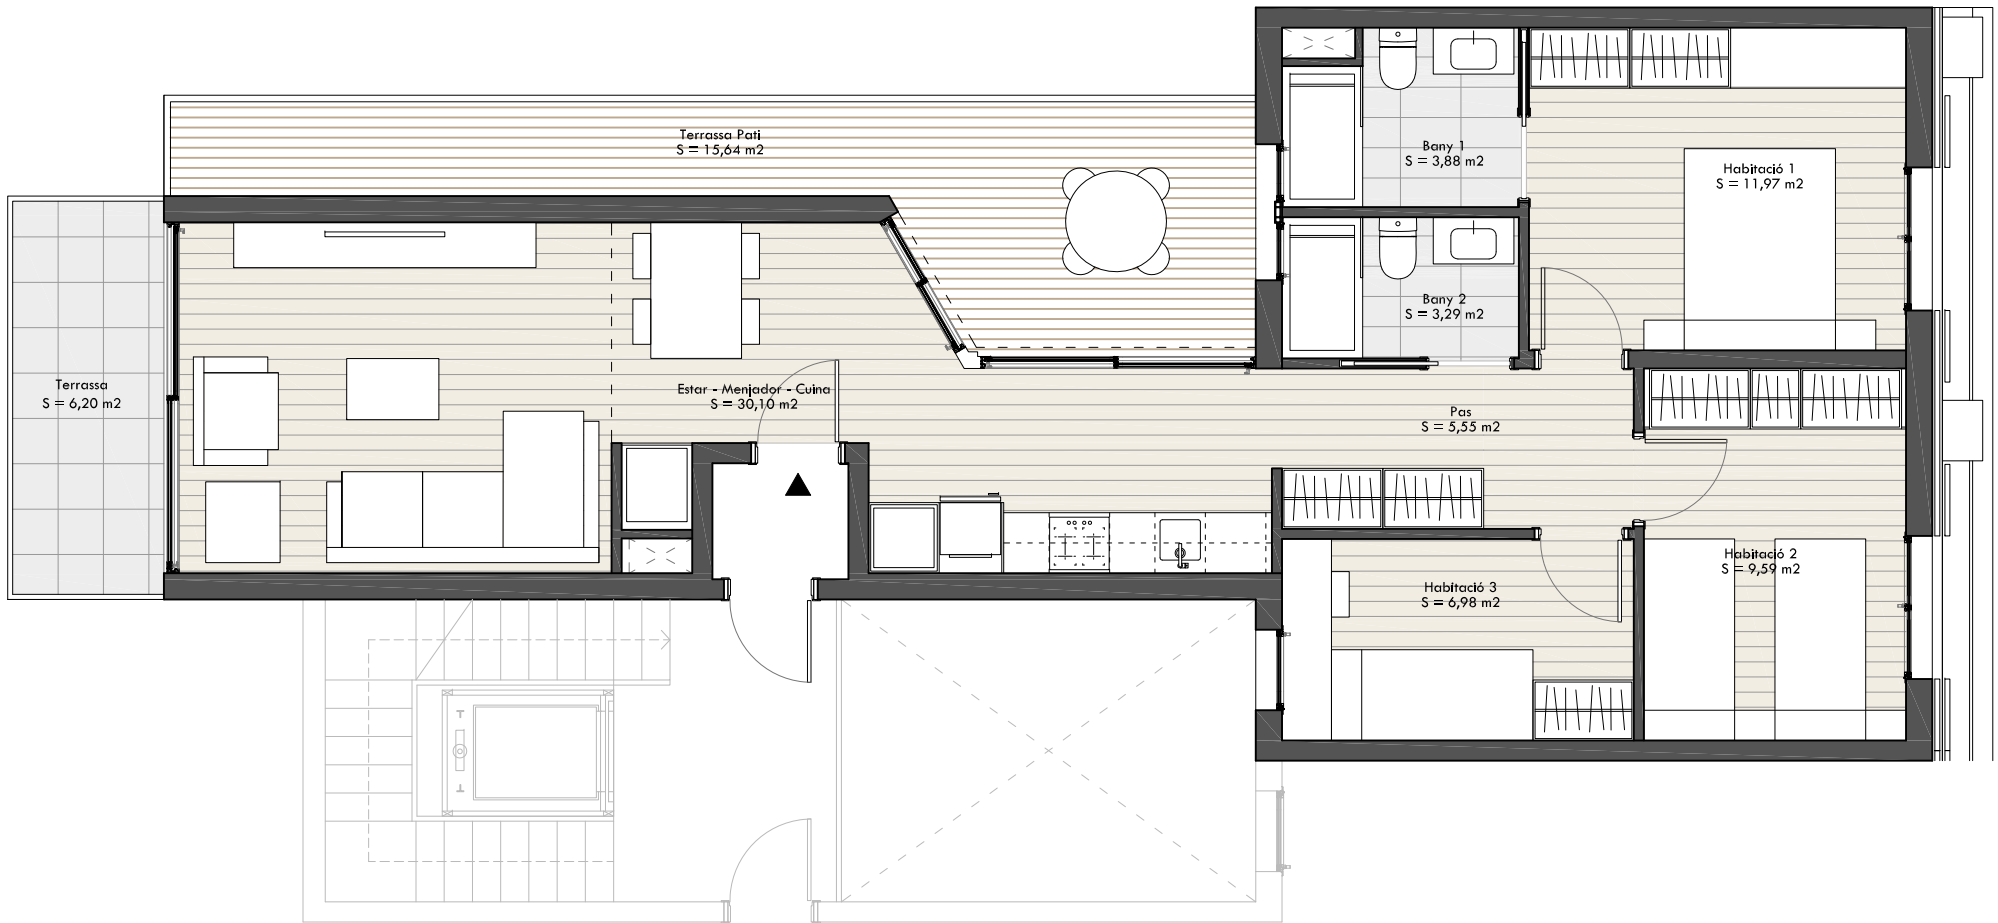 Terrassa Pati
S = 15,64 m2
Bany 1
S = 3,88 m2
Habitació 1
S = 11,97 m2
Bany 2
S = 3,29 m2
Terrassa
S = 6,20 m2
Estar - Menjador - Cuina
S = 30,10 m2
Pas
S = 5,55 m2
Habitació 2
S = 9,59 m2
Habitació 3
S = 6,98 m2